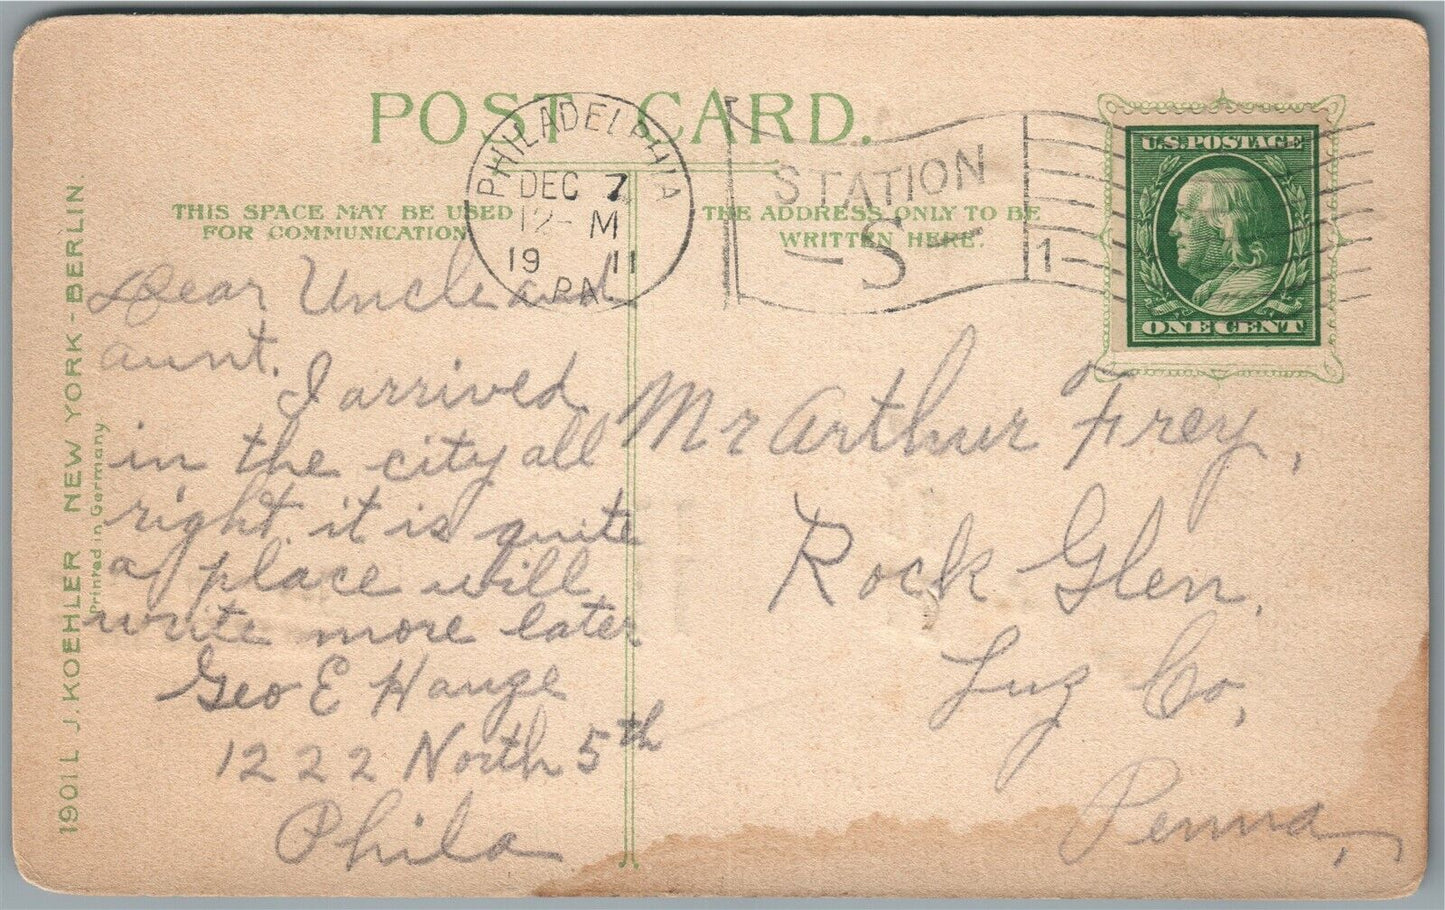 POST CARD.
PHILADELPHIA
DEC 7
12- M
19 11
PA
STATION
-S-
1
U.S. POSTAGE
ONE CENT
THIS SPACE MAY BE USED
FOR COMMUNICATION
THE ADDRESS ONLY TO BE
WRITTEN HERE.
1901L J. KOEHLER NEW YORK - BERLIN.
Printed in Germany
Dear Uncle and
aunt.
I arrived
in the city all
right. it is quite
a place will
write more later
Geo E Hauze
1222 North 5th
Phila
Mr Arthur Frey,
Rock Glen,
Luz Co,
Penna,